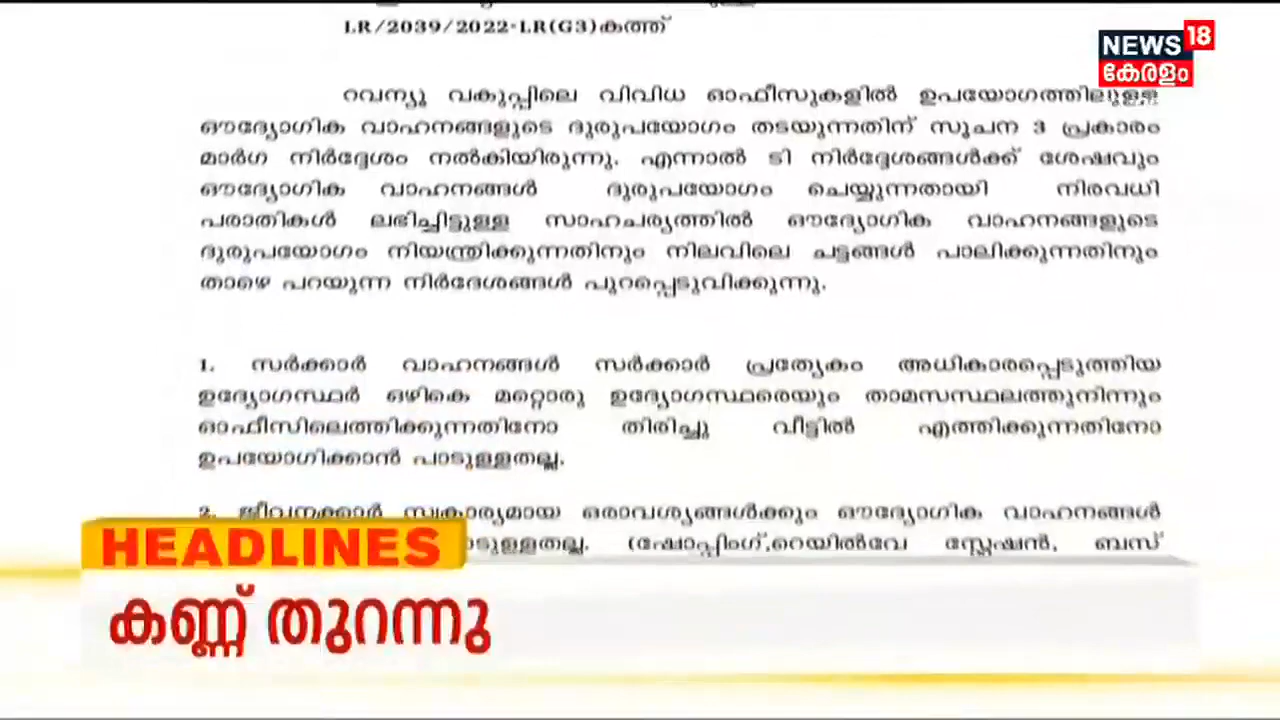 LR/2039/2022-LR(G3)കത്ത്
NEWS 18
കേരളം
റവന്യൂ വകുപ്പിലെ വിവിധ ഓഫീസുകളിൽ ഉപയോഗത്തിലുള്ള
ഔദ്യോഗിക വാഹനങ്ങളുടെ ദുരുപയോഗം തടയുന്നതിന് സൂചന 3 പ്രകാരം
മാർഗ നിർദ്ദേശം നൽകിയിരുന്നു. എന്നാൽ ടി നിർദ്ദേശങ്ങൾക്ക് ശേഷവും
ഔദ്യോഗിക വാഹനങ്ങൾ ദുരുപയോഗം ചെയ്യുന്നതായി നിരവധി
പരാതികൾ ലഭിച്ചിട്ടുള്ള സാഹചര്യത്തിൽ ഔദ്യോഗിക വാഹനങ്ങളുടെ
ദുരുപയോഗം നിയന്ത്രിക്കുന്നതിനും നിലവിലെ ചട്ടങ്ങൾ പാലിക്കുന്നതിനും
താഴെ പറയുന്ന നിർദേശങ്ങൾ പുറപ്പെടുവിക്കുന്നു.
1. സർക്കാർ വാഹനങ്ങൾ സർക്കാർ പ്രത്യേകം അധികാരപ്പെടുത്തിയ
ഉദ്യോഗസ്ഥർ ഒഴികെ മറ്റൊരു ഉദ്യോഗസ്ഥരെയും താമസസ്ഥലത്തുനിന്നും
ഓഫീസിലെത്തിക്കുന്നതിനോ തിരിച്ചു വീട്ടിൽ എത്തിക്കുന്നതിനോ
ഉപയോഗിക്കാൻ പാടുള്ളതല്ല.
2. ജീവനക്കാർ സ്വകാര്യമായ ഒരാവശ്യങ്ങൾക്കും ഔദ്യോഗിക വാഹനങ്ങൾ
(ഷോപ്പിംഗ്,റെയിൽവേ സ്റ്റേഷൻ, ബസ്
HEADLINES
കണ്ണ് തുറന്നു